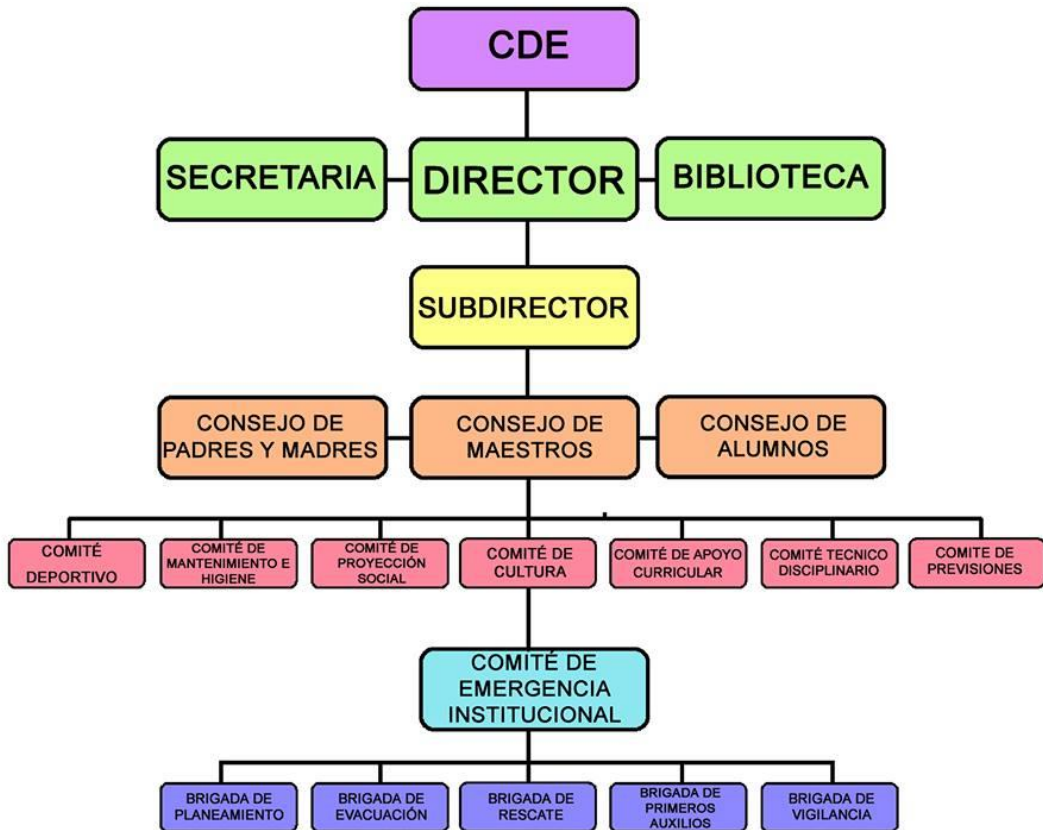 CDE
SECRETARIA
DIRECTOR
BIBLIOTECA
SUBDIRECTOR
CONSEJO DE
PADRES Y MADRES
CONSEJO DE
MAESTROS
CONSEJO DE
ALUMNOS
COMITÉ
DEPORTIVO
COMITÉ DE
MANTENIMIENTO E
HIGIENE
COMITÉ DE
PROYECCIÓN
SOCIAL
COMITÉ DE
CULTURA
COMITÉ DE APOYO
CURRICULAR
COMITÉ TECNICO
DISCIPLINARIO
COMITE DE
PREVISIONES
COMITÉ DE
EMERGENCIA
INSTITUCIONAL
BRIGADA DE
PLANEAMIENTO
BRIGADA DE
EVACUACIÓN
BRIGADA DE
RESCATE
BRIGADA DE
PRIMEROS
AUXILIOS
BRIGADA DE
VIGILANCIA